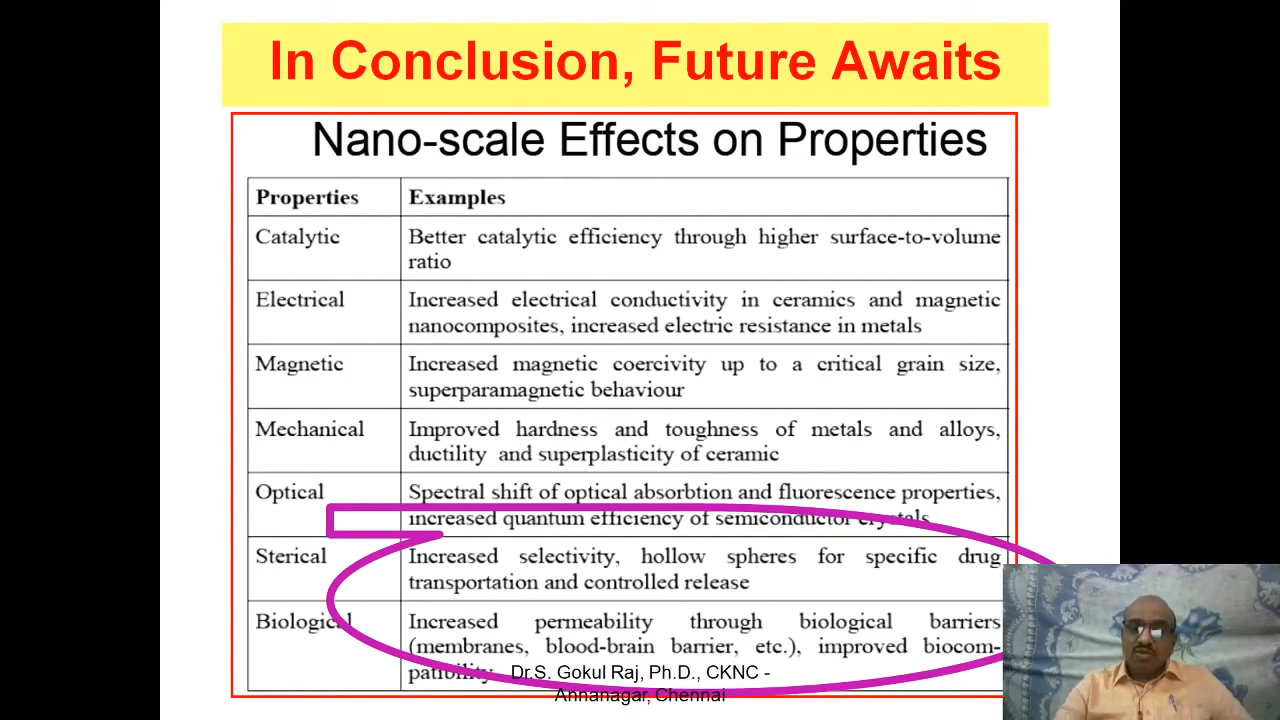 In Conclusion, Future Awaits
Nano-scale Effects on Properties
Properties
Examples
Catalytic
Better catalytic efficiency through higher surface-to-volume
ratio
Electrical
Increased electrical conductivity in ceramics and magnetic
nanocomposites, increased electric resistance in metals
Magnetic
Increased magnetic coercivity up to a critical grain size,
superparamagnetic behaviour
Mechanical
Improved hardness and toughness of metals and alloys,
ductility and superplasticity of ceramic
Optical
Spectral shift of optical absorbtion and fluorescence properties,
increased quantum efficiency of semiconductor crystals
Sterical
Increased selectivity, hollow spheres for specific drug
transportation and controlled release
Biological
Increased permeability through biological barriers
(membranes, blood-brain barrier, etc.), improved biocom-
patibility
Dr.S. Gokul Raj, Ph.D., CKNC -
Annanagar, Chennai